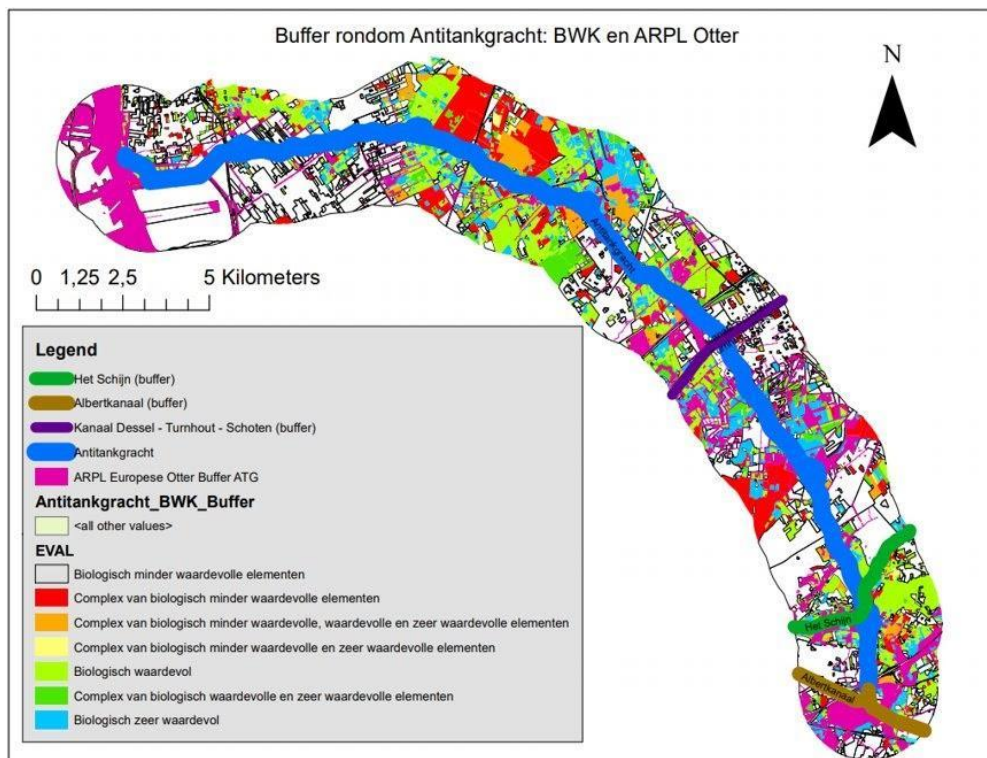 Buffer rondom Antitankgracht: BWK en ARPL Otter
N
Antitankgracht
0 1,25 2,5 5 Kilometers
Legend
Het Schijn (buffer)
Albertkanaal (buffer)
Kanaal Dessel - Turnhout - Schoten (buffer)
Antitankgracht
ARPL Europese Otter Buffer ATG
Antitankgracht_BWK_Buffer
<all other values>
EVAL
Biologisch minder waardevolle elementen
Complex van biologisch minder waardevolle elementen
Complex van biologisch minder waardevolle, waardevolle en zeer waardevolle elementen
Complex van biologisch minder waardevolle en zeer waardevolle elementen
Biologisch waardevol
Complex van biologisch waardevolle en zeer waardevolle elementen
Biologisch zeer waardevol
Het Schijn
Albertkanaal